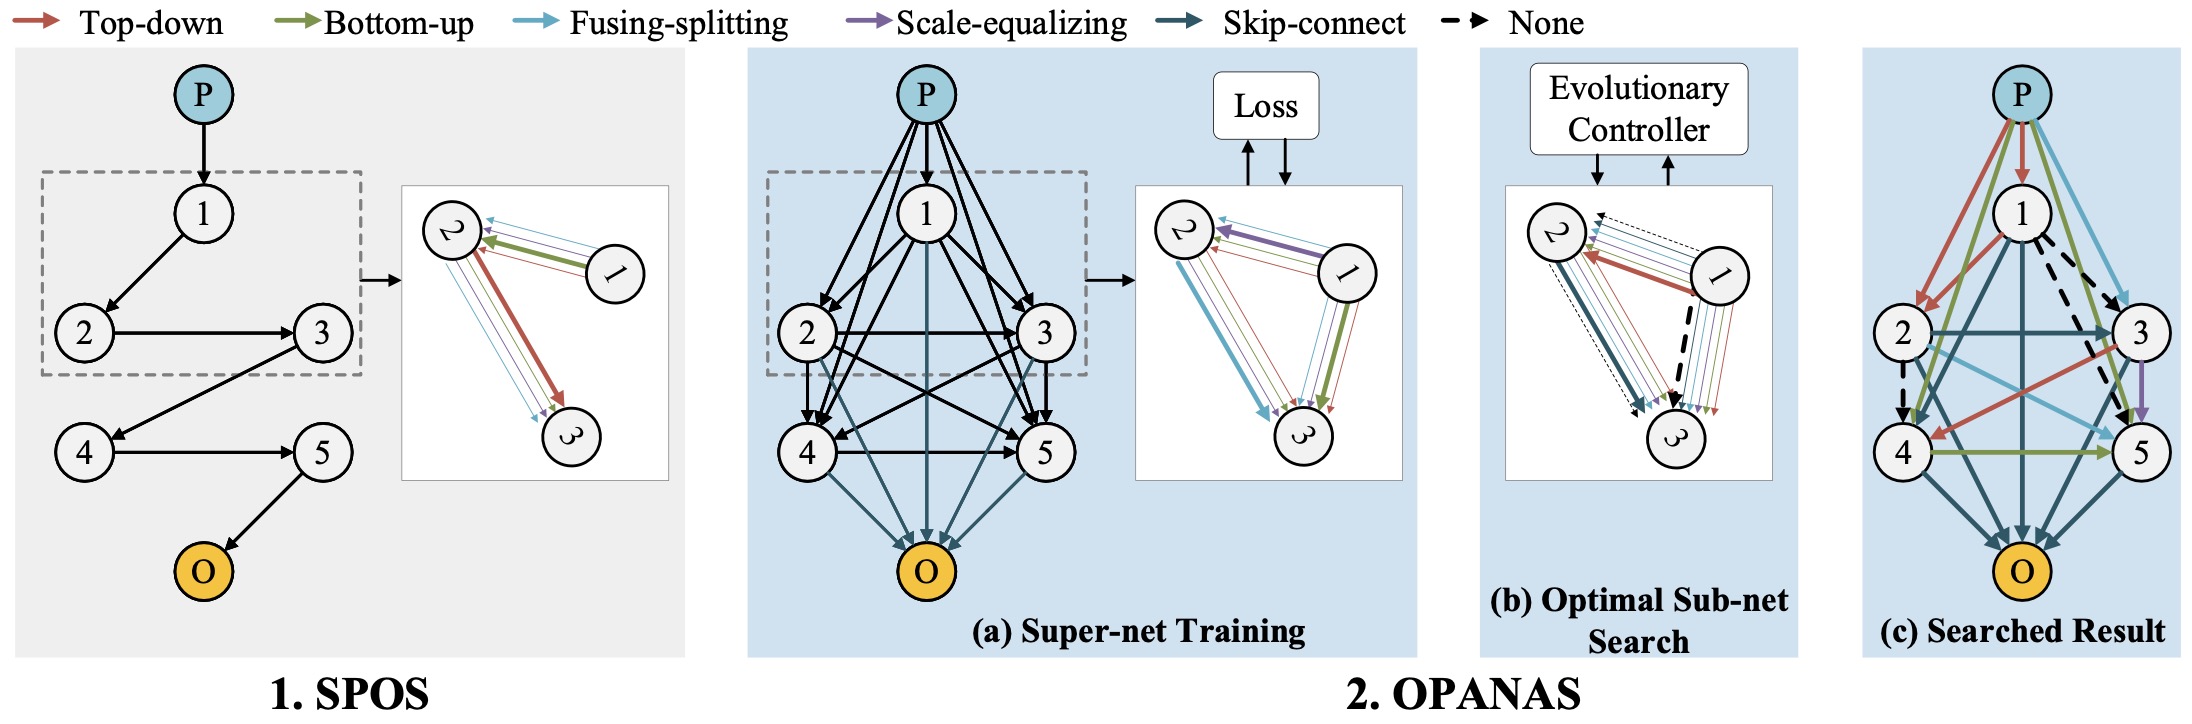 Top-down Bottom-up Fusing-splitting Scale-equalizing Skip-connect None
P
1
2 3
4 5
O
2
1
3
1. SPOS
P
1
2 3
4 5
O
Loss
2
1
3
(a) Super-net Training
Evolutionary
Controller
2
1
3
(b) Optimal Sub-net
Search
P
1
2 3
4 5
O
(c) Searched Result
2. OPANAS